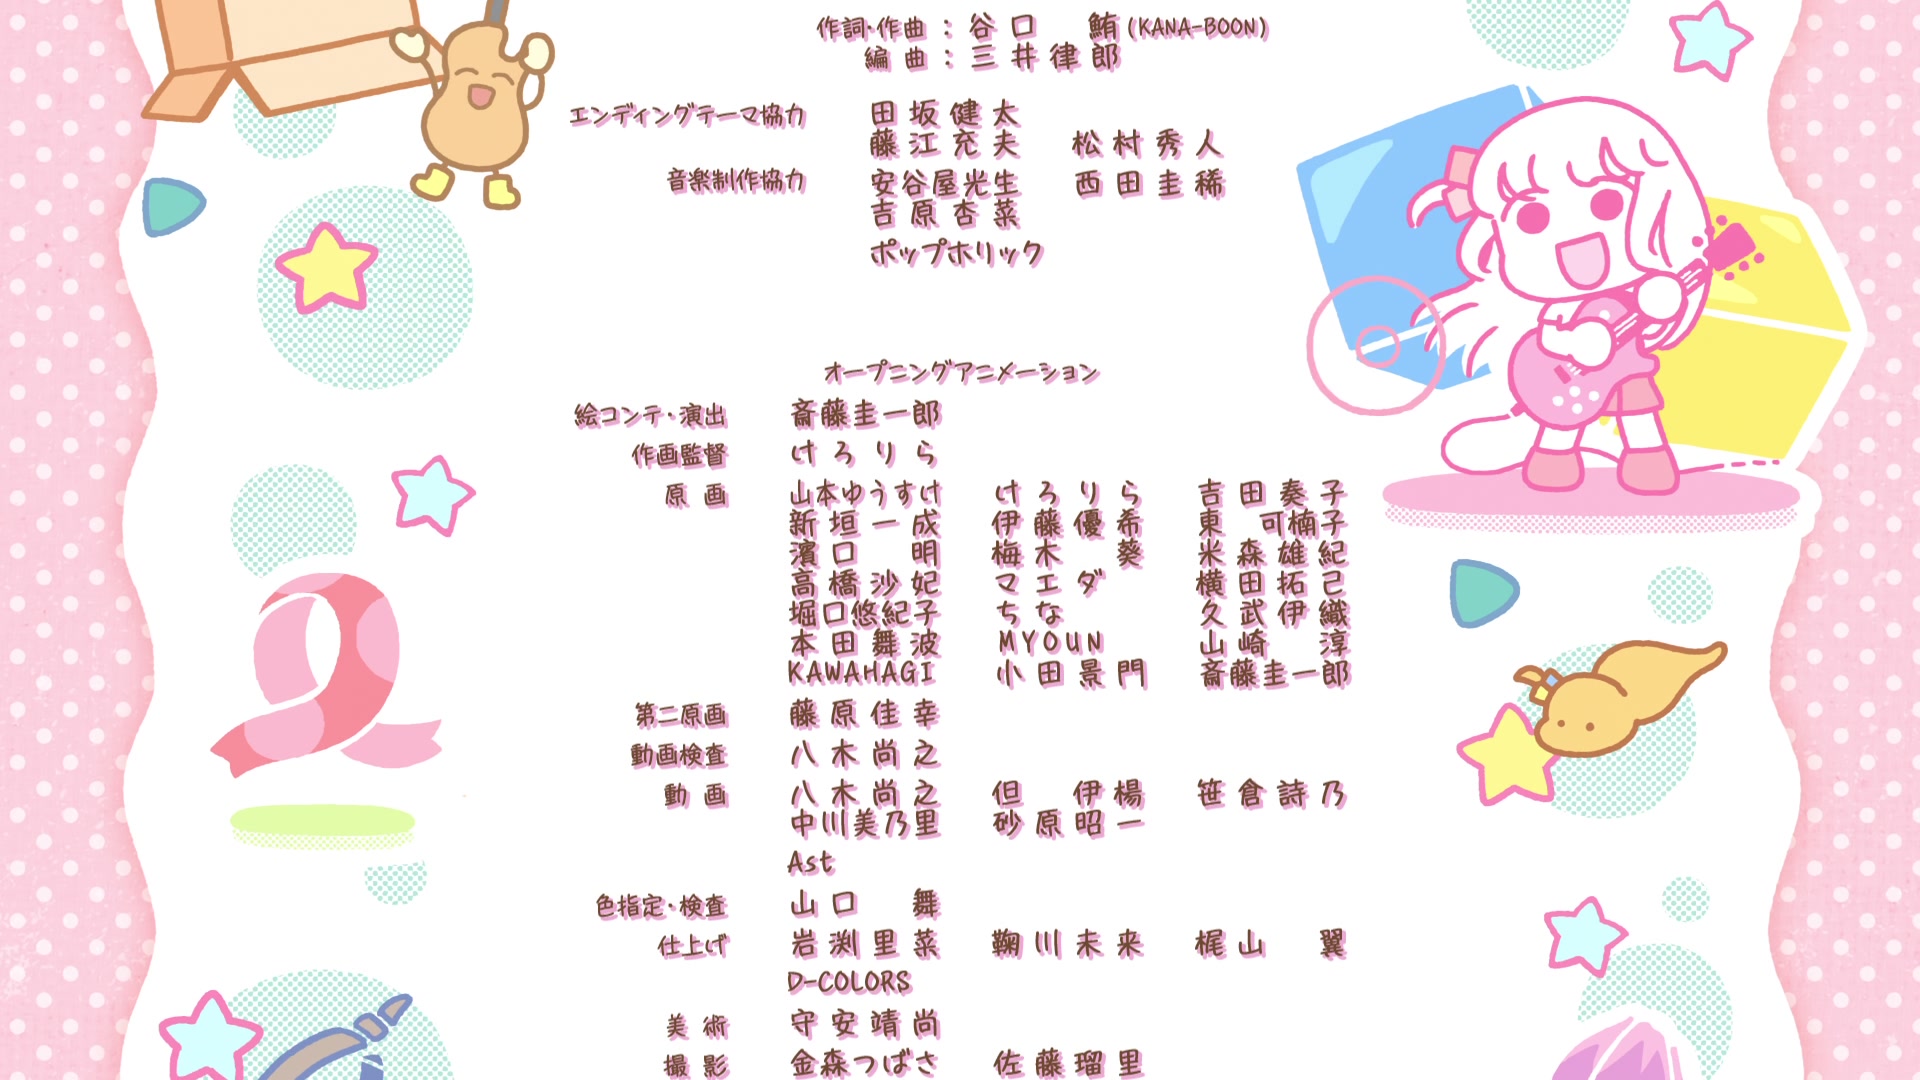 作詞・作曲 : 谷口 鮪 (KANA-BOON)
編曲 : 三井律郎
エンディングテーマ協力 田坂健太
藤江充夫 松村秀人
音楽制作協力 安谷屋光生 西田圭稀
吉原杏菜
ポップホリック
オープニングアニメーション
絵コンテ・演出 斎藤圭一郎
作画監督 けろりら
原画 山本ゆうすけ けろりら 吉田奏子
新垣一成 伊藤優希 東 可楠子
濱口 明 梅木 葵 米森雄紀
高橋沙妃 マエダ 横田拓己
堀口悠紀子 ちな 久武伊織
本田舞波 MYOUN 山崎 淳
KAWAHAGI 小田景門 斎藤圭一郎
第二原画 藤原佳幸
動画検査 八木尚之
動画 八木尚之 但 伊楊 笹倉詩乃
中川美乃里 砂原昭一
Ast
色指定・検査 山口 舞
仕上げ 岩渕里菜 鞠川未来 梶山 翼
D-COLORS
美術 守安靖尚
撮影 金森つばさ 佐藤瑠里